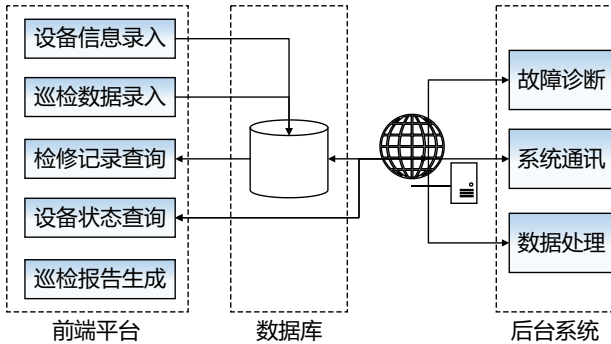 设备信息录入
巡检数据录入
检修记录查询
设备状态查询
巡检报告生成
前端平台
数据库
故障诊断
系统通讯
数据处理
后台系统